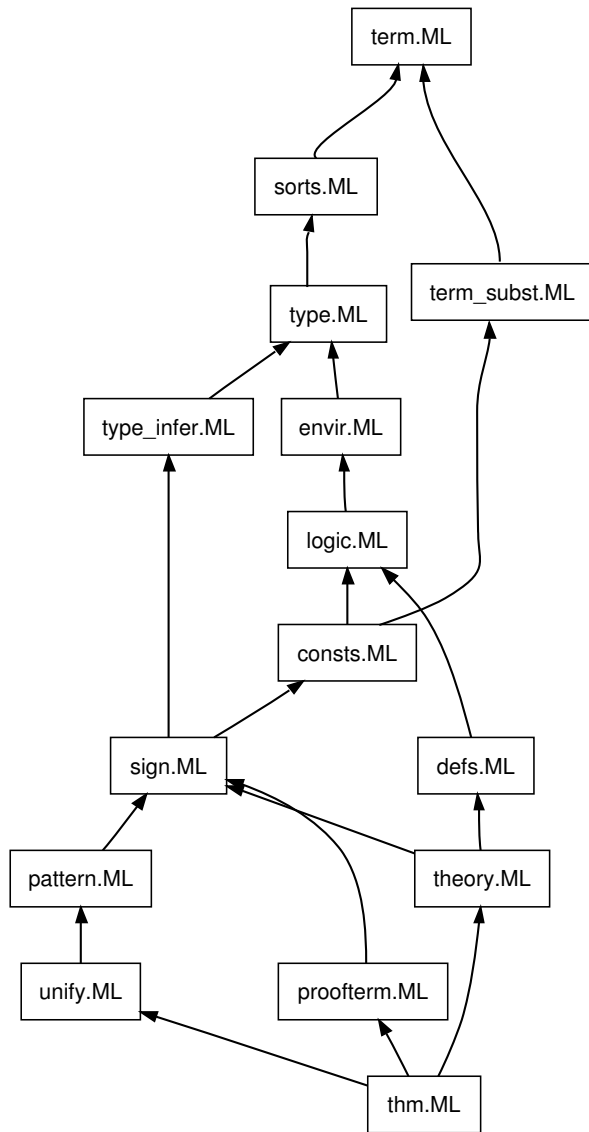 term.ML
sorts.ML
term_subst.ML
type.ML
type_infer.ML
envir.ML
logic.ML
consts.ML
sign.ML
defs.ML
pattern.ML
theory.ML
unify.ML
proofterm.ML
thm.ML